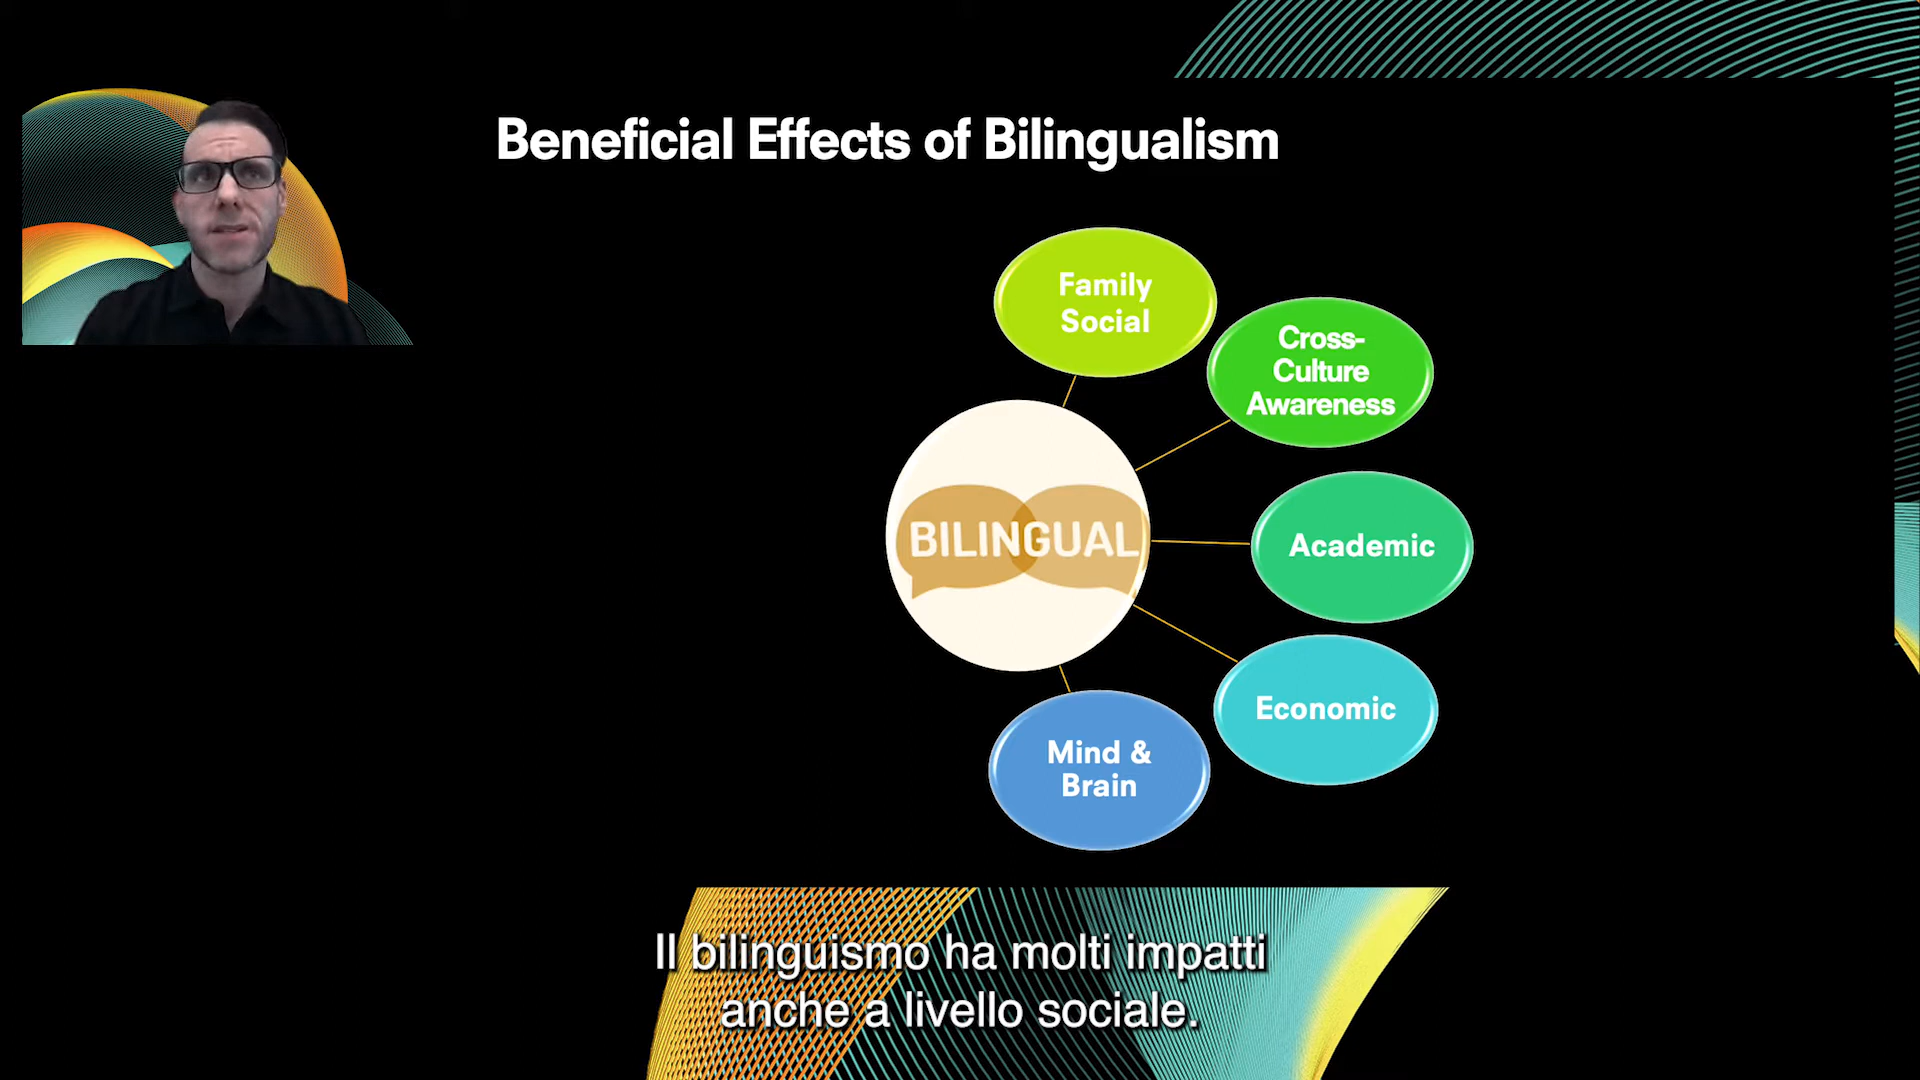 Beneficial Effects of Bilingualism
Family
Social
Cross-
Culture
Awareness
BILINGUAL
Academic
Economic
Mind &
Brain
Il bilinguismo ha molti impatti
anche a livello sociale.